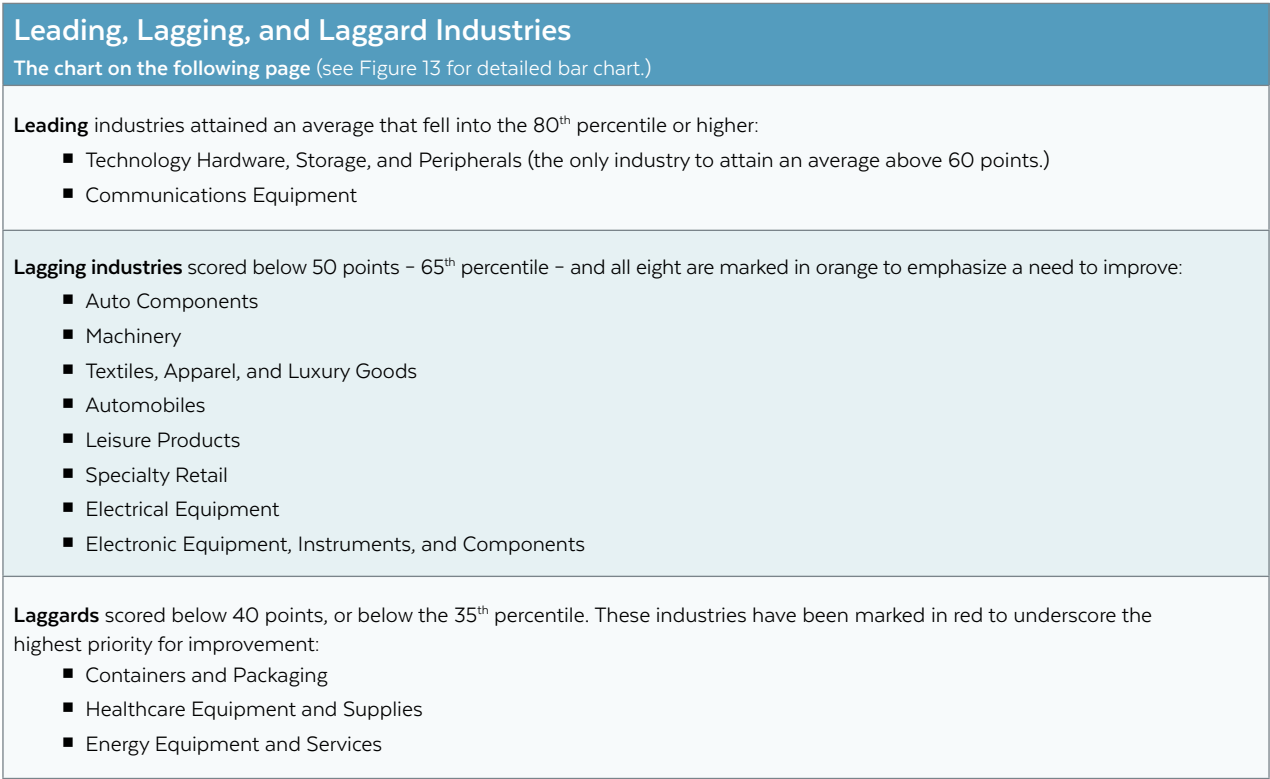 Leading, Lagging, and Laggard Industries
The chart on the following page (see Figure 13 for detailed bar chart.)
Leading industries attained an average that fell into the 80th percentile or higher:
■ Technology Hardware, Storage, and Peripherals (the only industry to attain an average above 60 points.)
■ Communications Equipment
Lagging industries scored below 50 points – 65th percentile – and all eight are marked in orange to emphasize a need to improve:
■ Auto Components
■ Machinery
■ Textiles, Apparel, and Luxury Goods
■ Automobiles
■ Leisure Products
■ Specialty Retail
■ Electrical Equipment
■ Electronic Equipment, Instruments, and Components
Laggards scored below 40 points, or below the 35th percentile. These industries have been marked in red to underscore the
highest priority for improvement:
■ Containers and Packaging
■ Healthcare Equipment and Supplies
■ Energy Equipment and Services